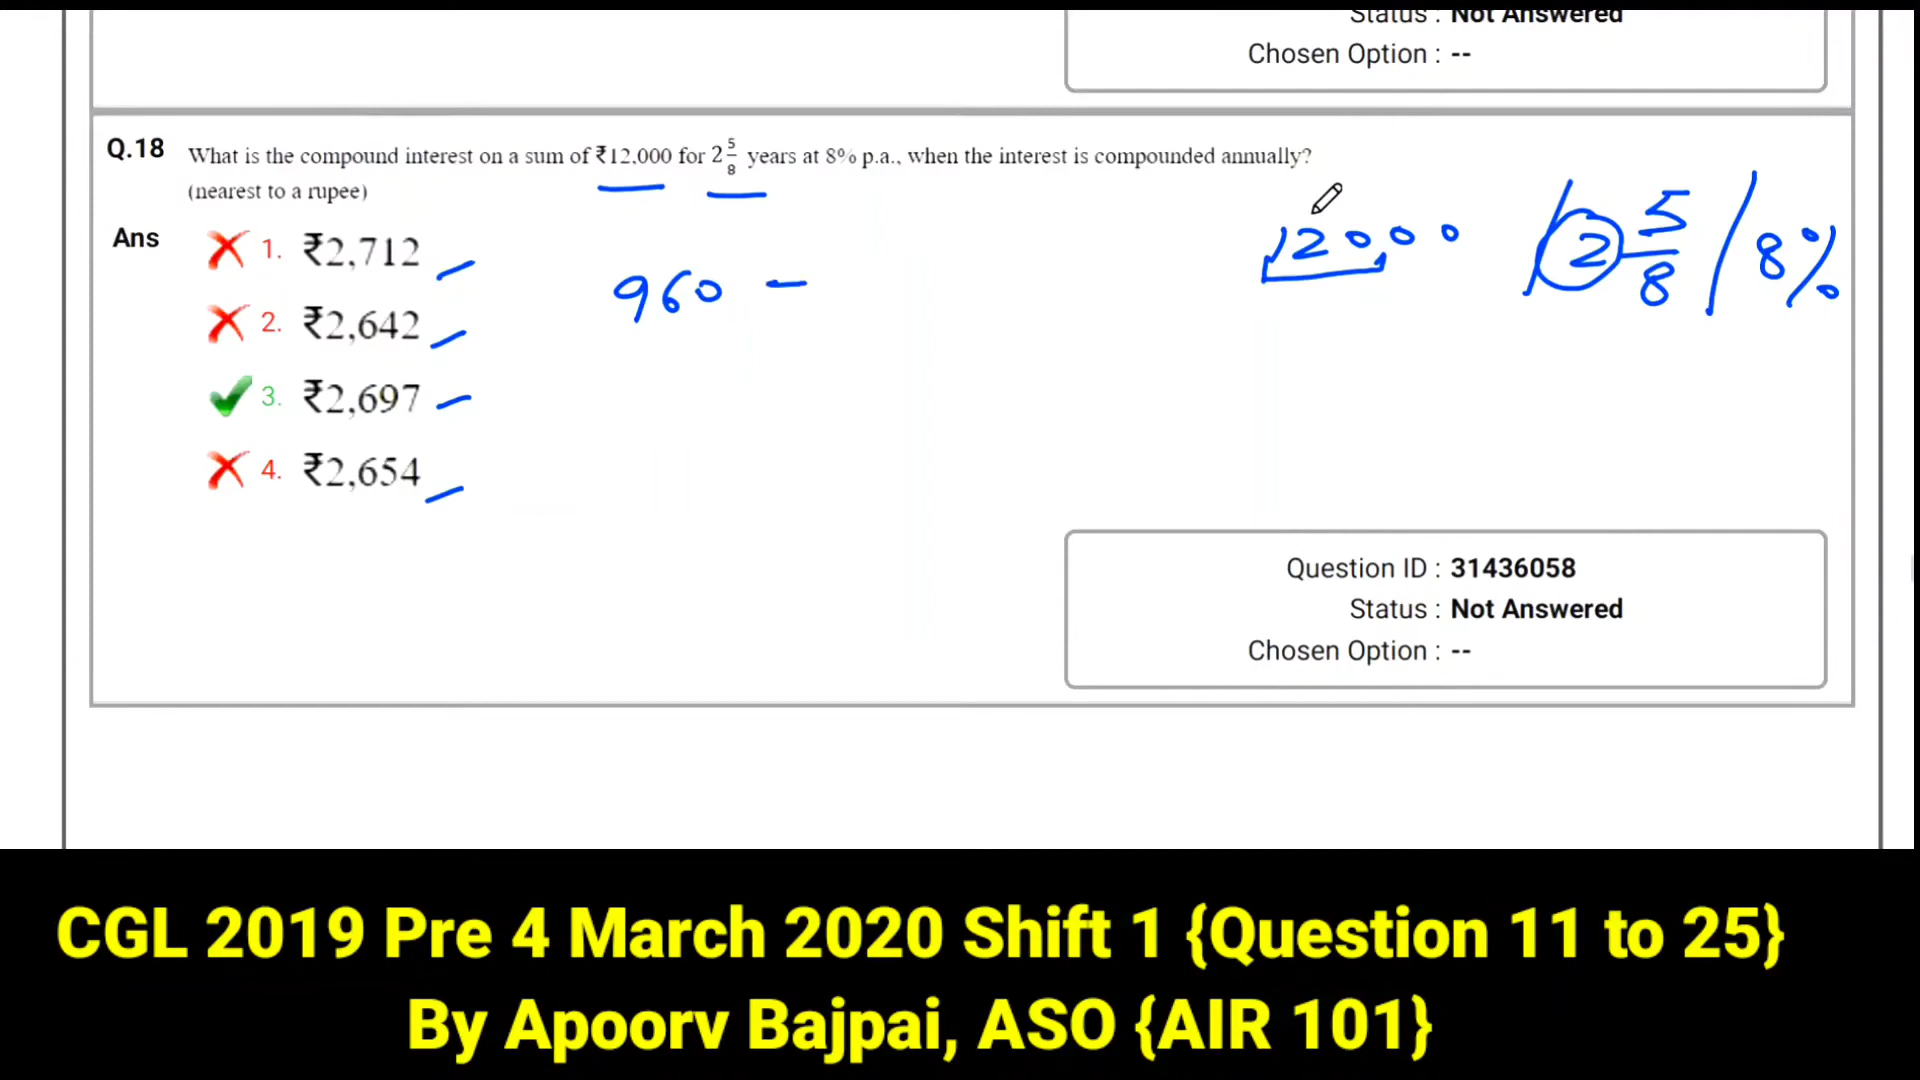 Status : Not Answered
Chosen Option : --
Q.18 What is the compound interest on a sum of ₹12,000 for 2 5/8 years at 8% p.a., when the interest is compounded annually?
(nearest to a rupee)
Ans
1. ₹2,712
2. ₹2,642
3. ₹2,697
4. ₹2,654
960 –
12000 / 2 5/8 / 8%
Question ID : 31436058
Status : Not Answered
Chosen Option : --
CGL 2019 Pre 4 March 2020 Shift 1 {Question 11 to 25}
By Apoorv Bajpai, ASO {AIR 101}